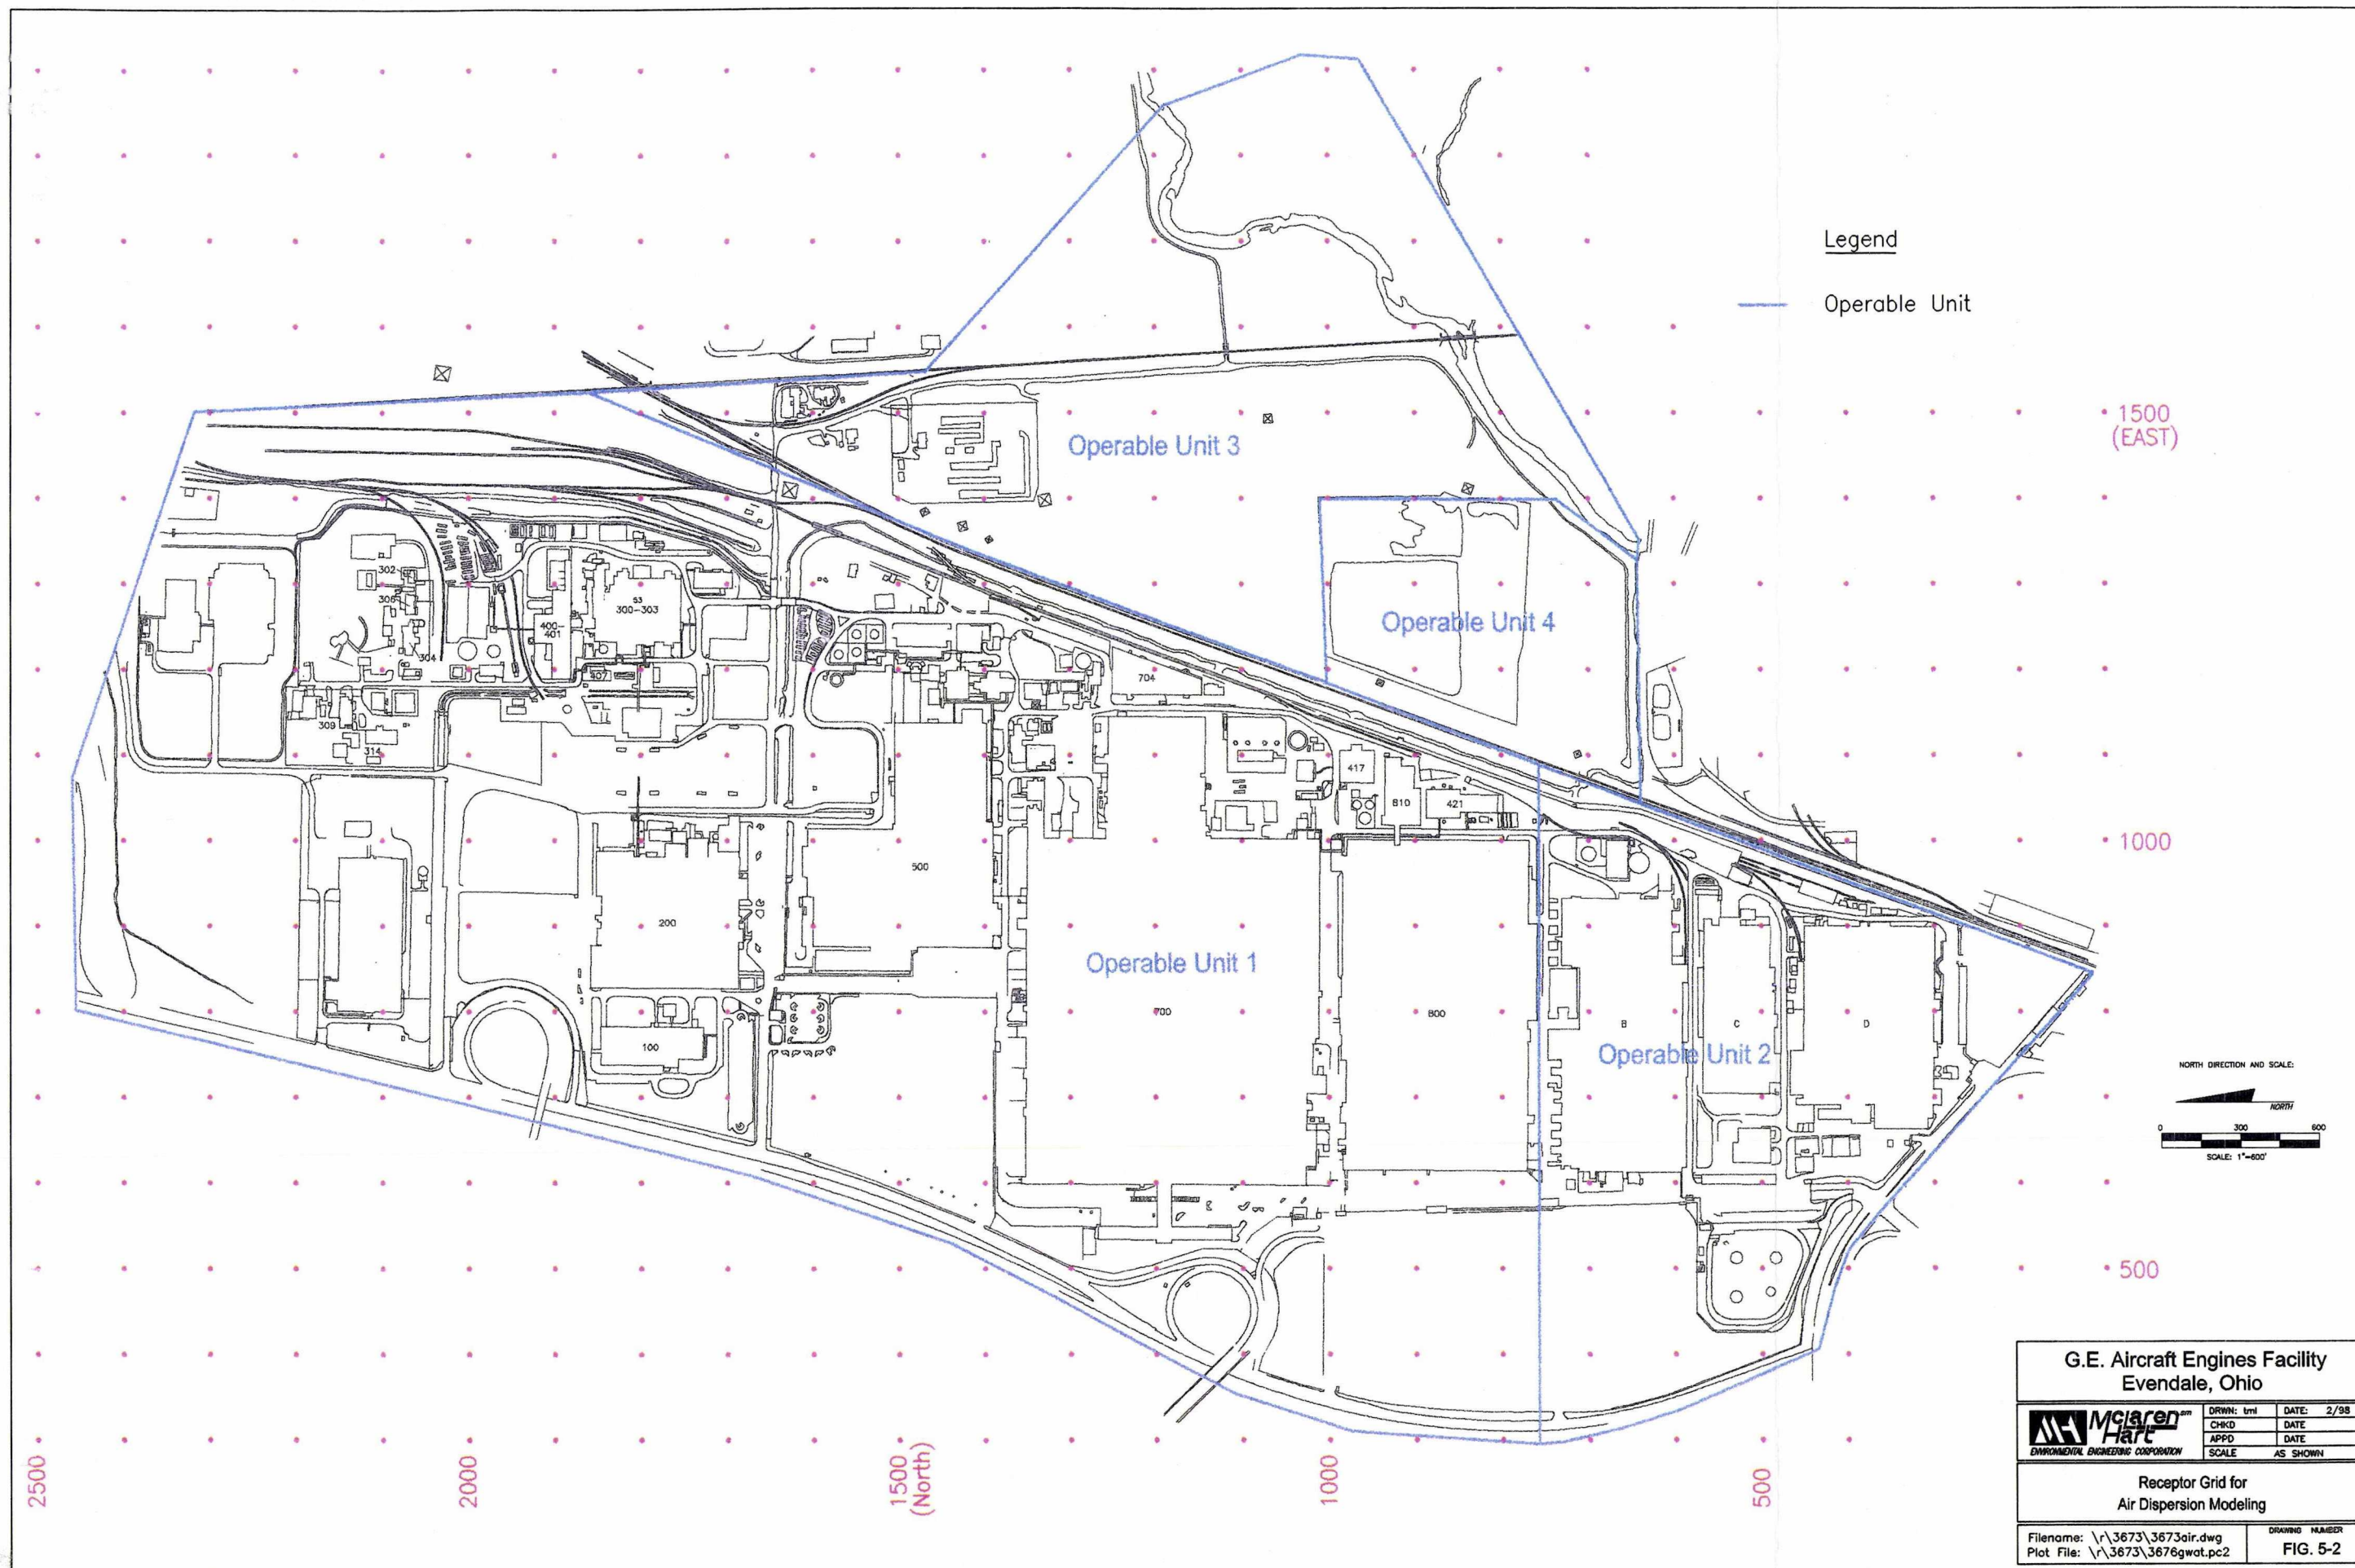 Legend
Operable Unit
1500
(EAST)
Operable Unit 3
302
306
53
300-303
400-
401
Operable Unit 4
304
407
704
309
314
417
810
421
1000
500
200
Operable Unit 1
700
800
B
C
D
Operable Unit 2
100
NORTH DIRECTION AND SCALE:
NORTH
0 300 600
SCALE: 1"=600'
500
2500
2000
1500
(North)
1000
500
G.E. Aircraft Engines Facility
Evendale, Ohio
McLaren sm
Hart
ENVIRONMENTAL ENGINEERING CORPORATION
DRWN: tml DATE: 2/98
CHKD DATE
APPD DATE
SCALE AS SHOWN
Receptor Grid for
Air Dispersion Modeling
Filename: \r\3673\3673air.dwg
Plot File: \r\3673\3676gwat.pc2
DRAWING NUMBER
FIG. 5-2